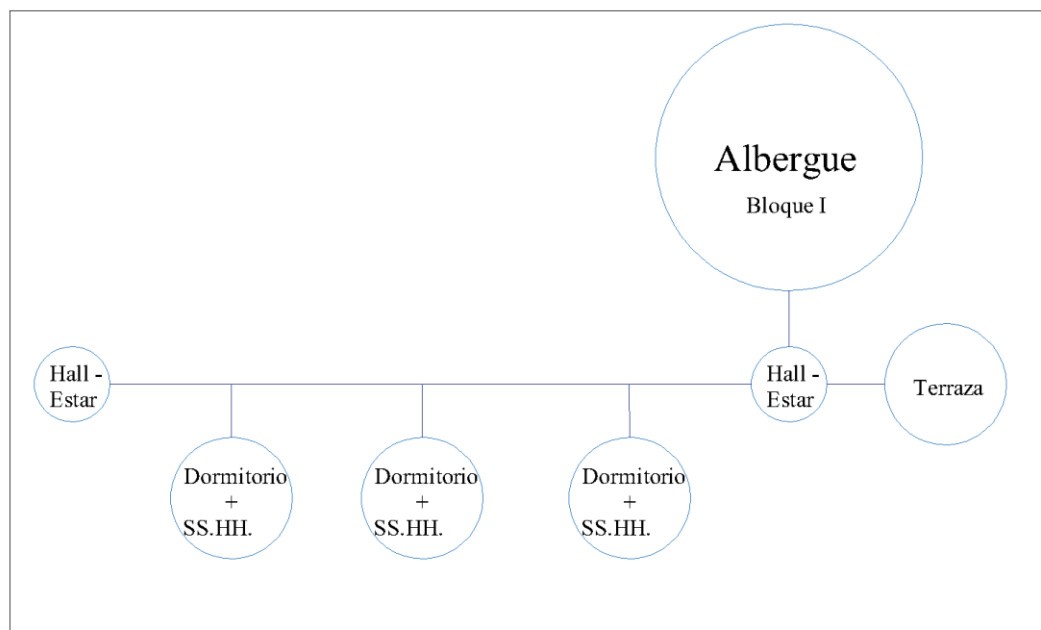 Albergue
Bloque I
Hall -
Estar
Hall -
Estar
Terraza
Dormitorio
+
SS.HH.
Dormitorio
+
SS.HH.
Dormitorio
+
SS.HH.